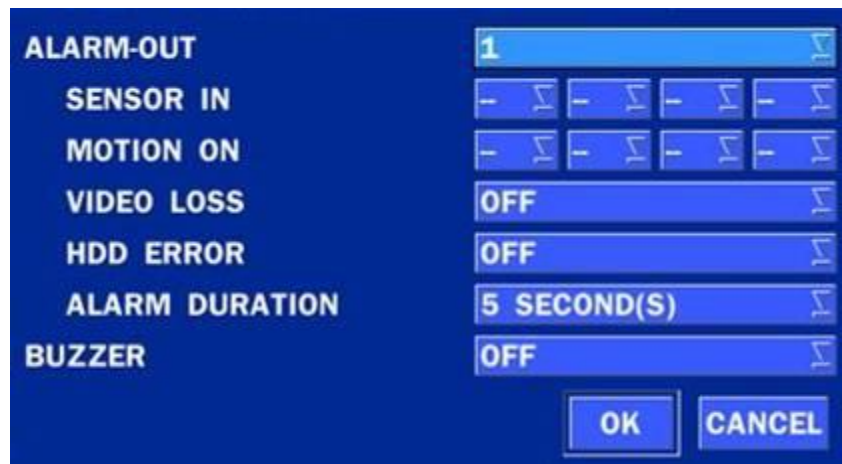 ALARM-OUT 1
SENSOR IN - - - -
MOTION ON - - - -
VIDEO LOSS OFF
HDD ERROR OFF
ALARM DURATION 5 SECOND(S)
BUZZER OFF
OK CANCEL